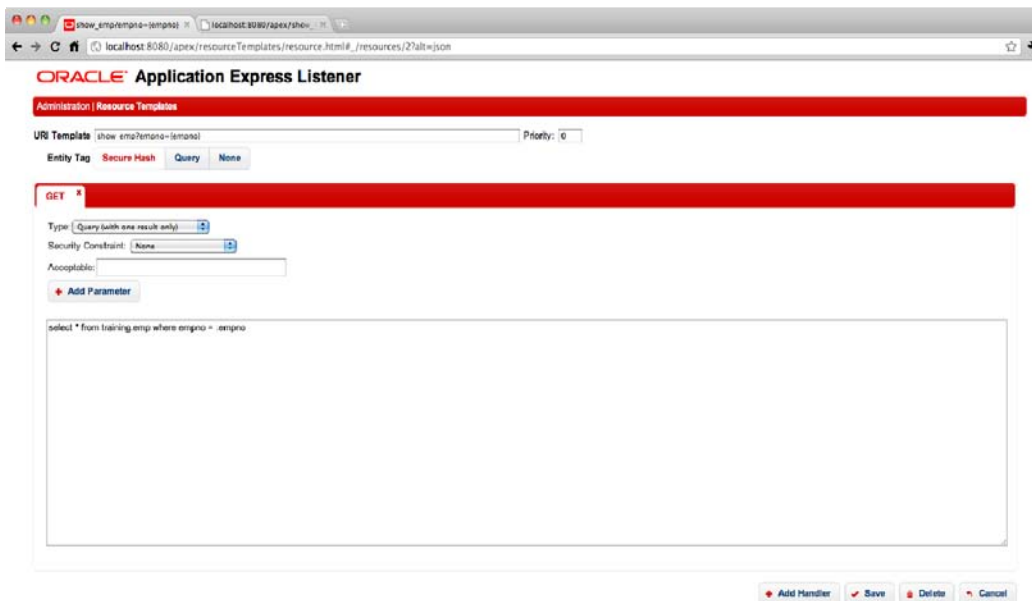 show_emp?empno={empno}
localhost:8080/apex/show_
localhost:8080/apex/resourceTemplates/resource.html#_/resources/2?alt=json
ORACLE Application Express Listener
Administration | Resource Templates
URI Template show_emp?empno={empno} Priority: 0
Entity Tag Secure Hash Query None
GET x
Type: Query (with one result only)
Security Constraint: None
Acceptable:
+ Add Parameter
select * from training.emp where empno = :empno
+ Add Handler Save Delete Cancel